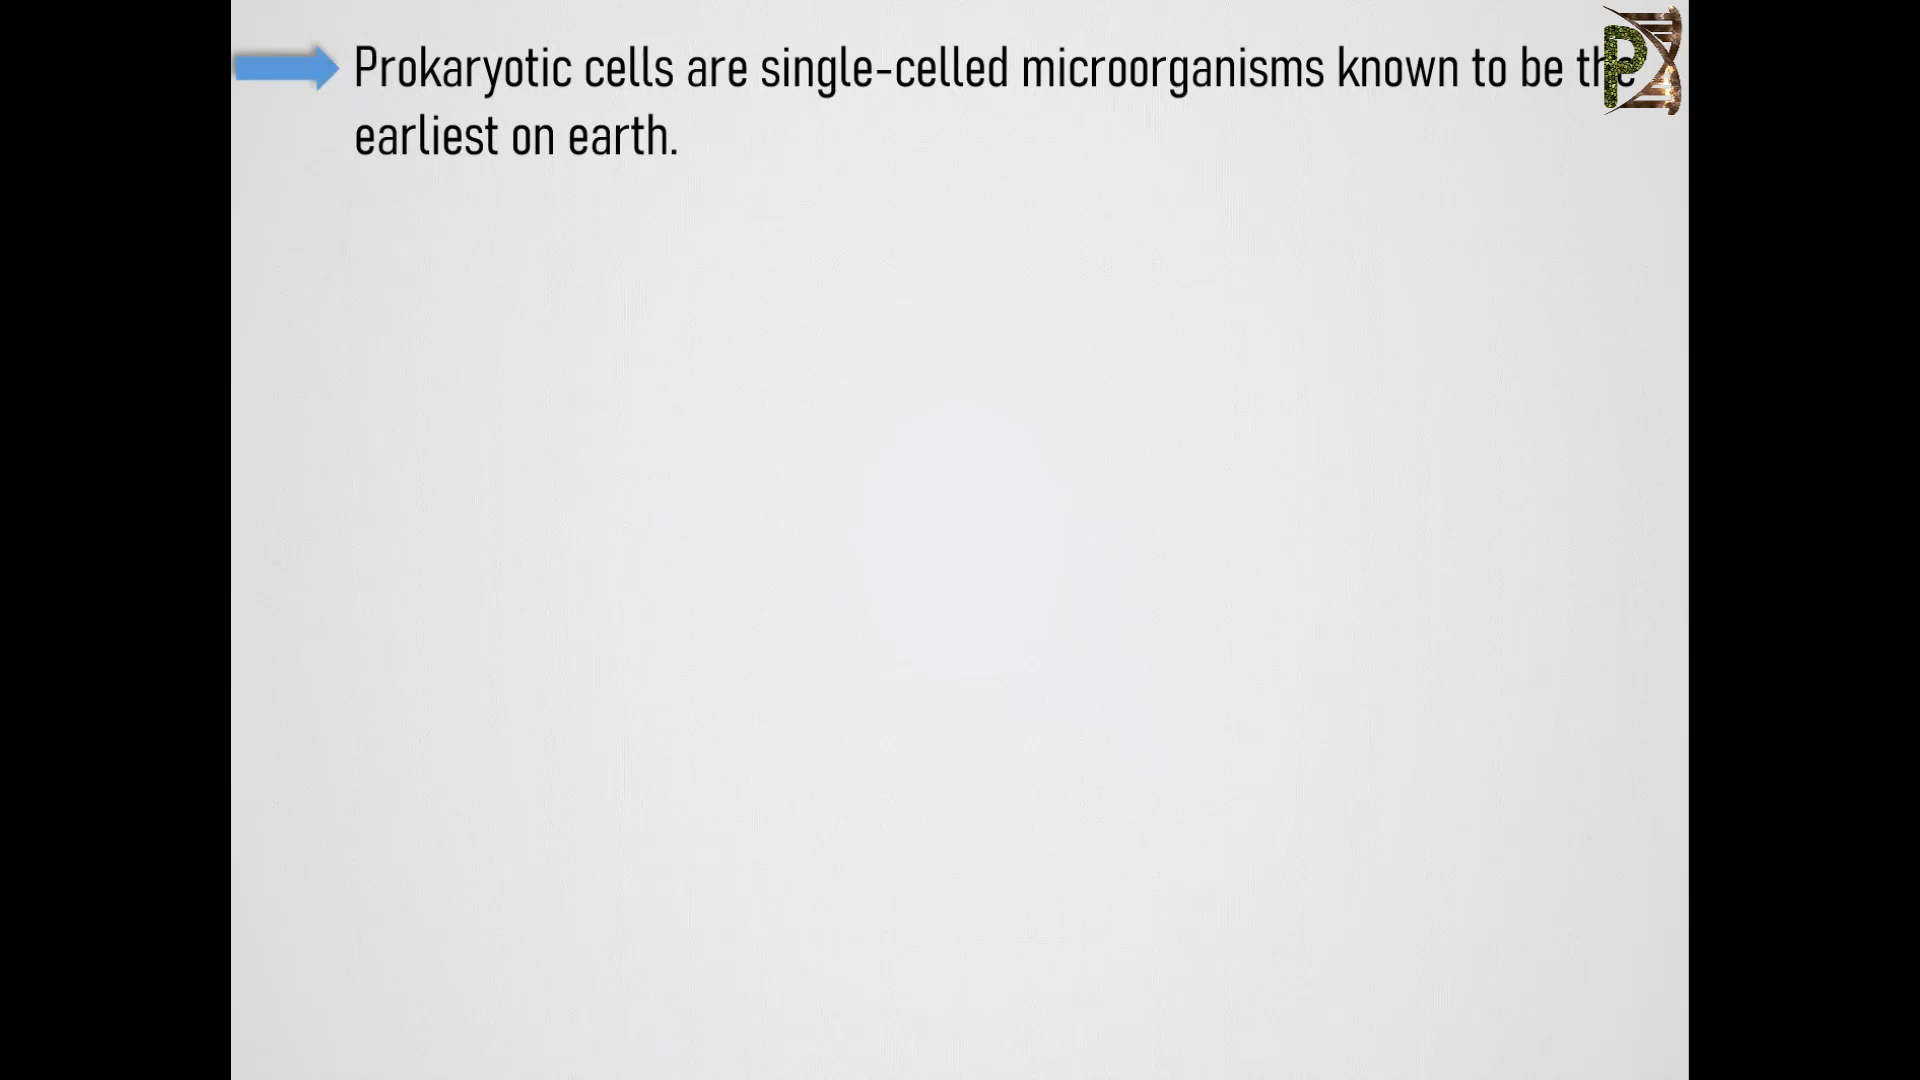 Prokaryotic cells are single-celled microorganisms known to be the
earliest on earth.